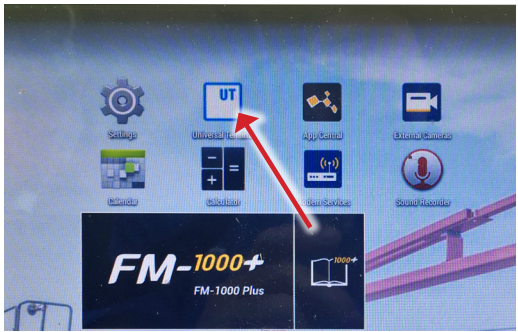 UT
Settings
Universal
App Central
External Cameras
Calendar
Calculator
Services
Sound Recorder
FM-1000+
FM-1000 Plus
1000+